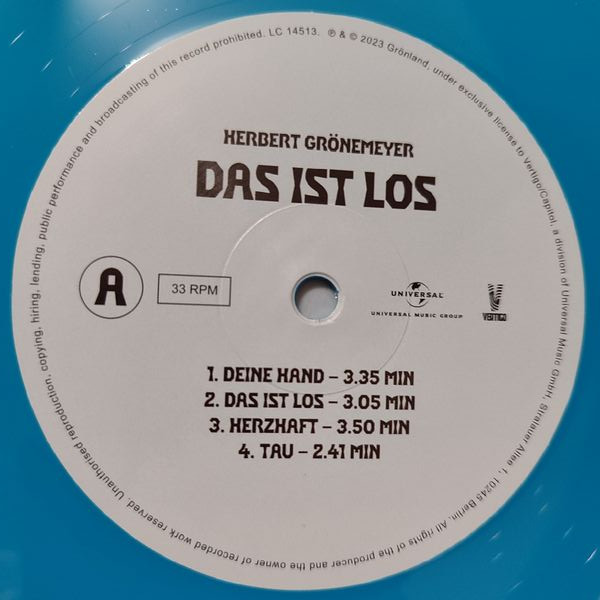 HERBERT GRÖNEMEYER
DAS IST LOS
A
33 RPM
UNIVERSAL
UNIVERSAL MUSIC GROUP
VERTIGO
1. DEINE HAND – 3.35 MIN
2. DAS IST LOS – 3.05 MIN
3. HERZHAFT – 3.50 MIN
4. TAU – 2.41 MIN
LC 14513. ℗ & © 2023 Grönland, under exclusive license to Vertigo/Capitol, a division of Universal Music GmbH, Stralauer Allee 1, 10245 Berlin. All rights of the producer and the owner of recorded work reserved. Unauthorised reproduction, copying, hiring, lending, public performance and broadcasting of this record prohibited.